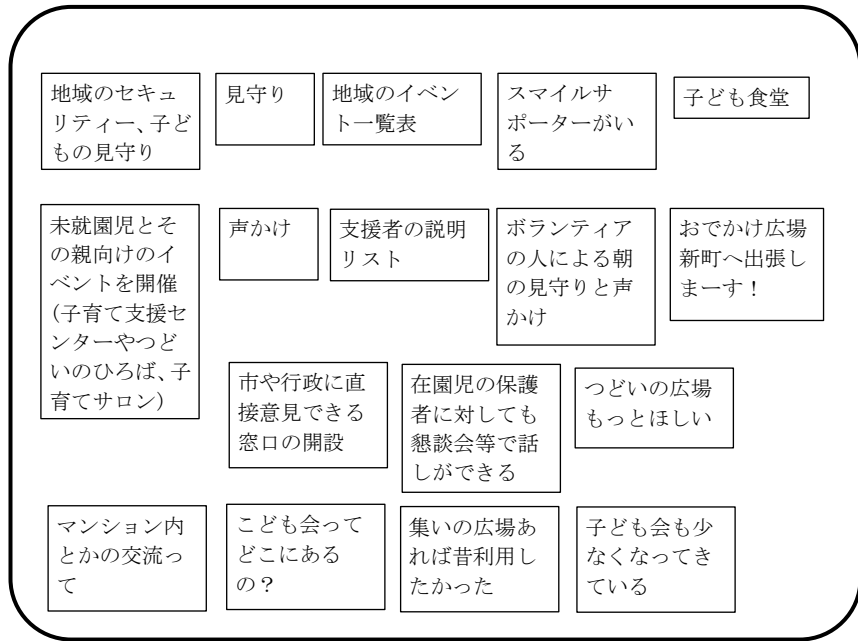 地域のセキュ
リティー、子ど
もの見守り
見守り
地域のイベン
ト一覧表
スマイルサ
ポーターがい
る
子ども食堂
未就園児とそ
の親向けのイ
ベントを開催
(子育て支援セ
ンターやつど
いのひろば、子
育てサロン)
声かけ
支援者の説明
リスト
ボランティア
の人による朝
の見守りと声
かけ
おでかけ広場
新町へ出張し
まーす！
市や行政に直
接意見できる
窓口の開設
在園児の保護
者に対しても
懇談会等で話
しができる
つどいの広場
もっとほしい
マンション内
とかの交流っ
て
こども会って
どこにある
の？
集いの広場あ
れば昔利用し
たかった
子ども会も少
なくなってき
ている